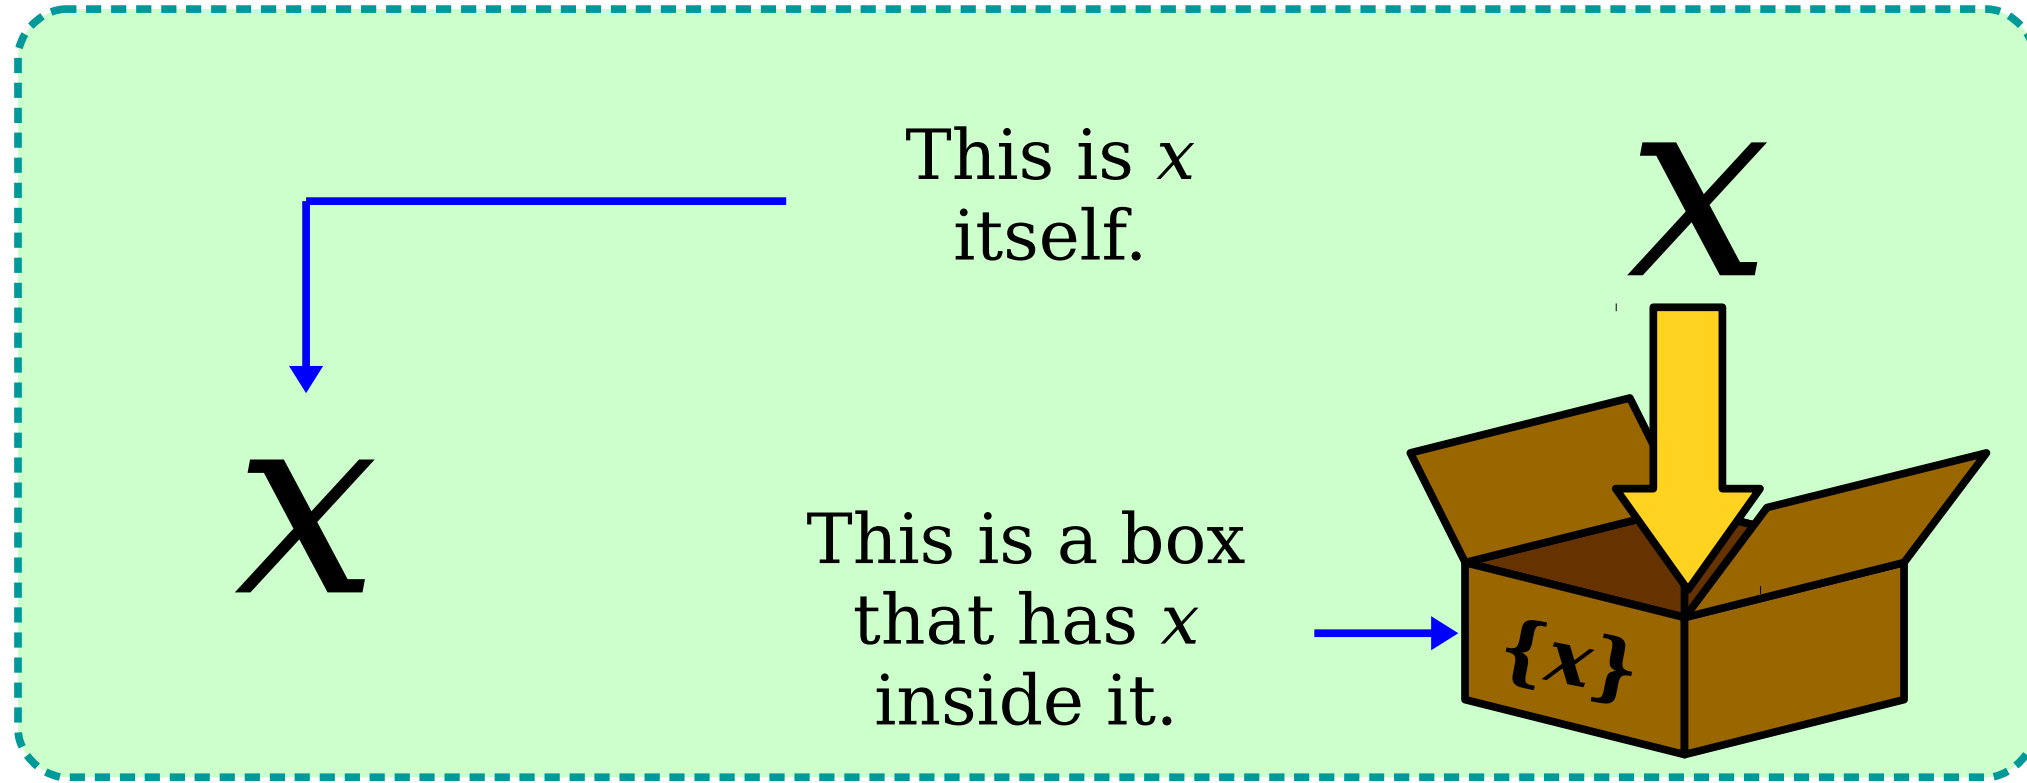 This is x
itself.
x
x
This is a box
that has x
inside it.
{x}